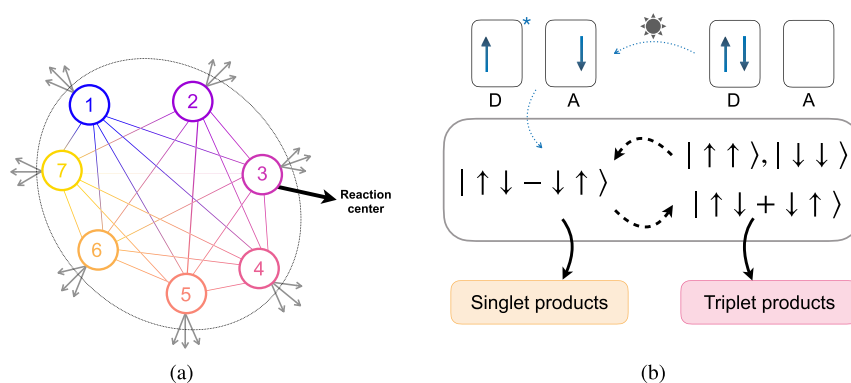 1
2
3
4
5
6
7
Reaction
center
(a)
*
D
A
D
A
| ↑ ↓ − ↓ ↑ ⟩
| ↑ ↑ ⟩, | ↓ ↓ ⟩
| ↑ ↓ + ↓ ↑ ⟩
Singlet products
Triplet products
(b)